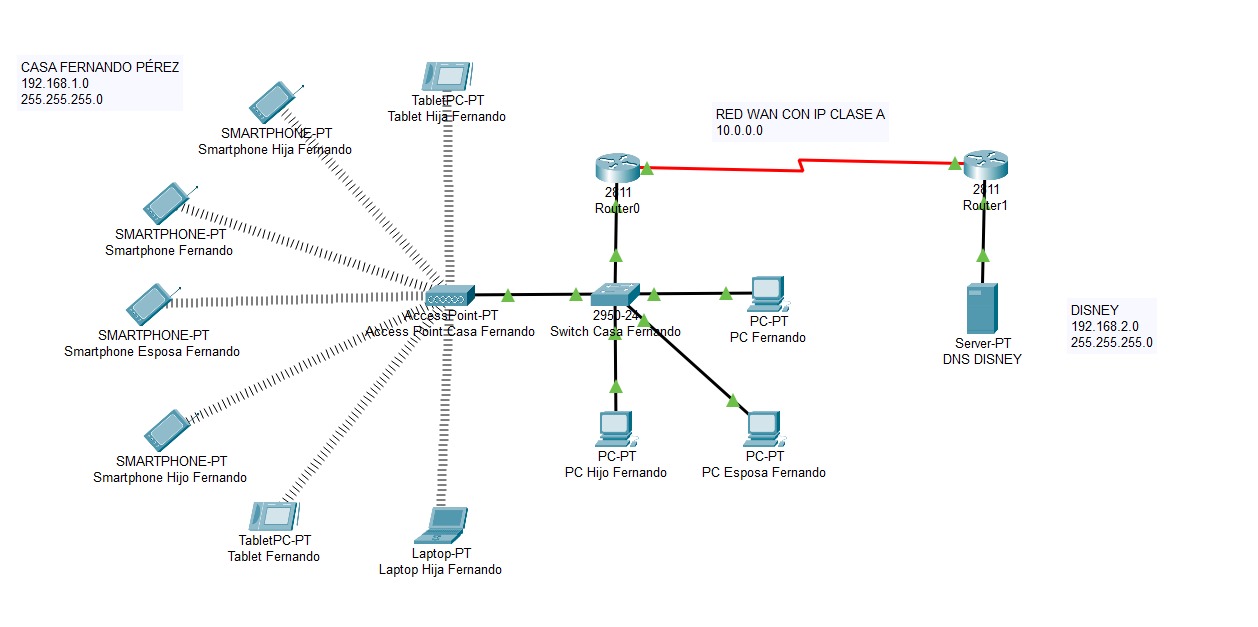 CASA FERNANDO PÉREZ
192.168.1.0
255.255.255.0
TabletPC-PT
Tablet Hija Fernando
SMARTPHONE-PT
Smartphone Hija Fernando
RED WAN CON IP CLASE A
10.0.0.0
2811
Router0
2811
Router1
SMARTPHONE-PT
Smartphone Fernando
SMARTPHONE-PT
Smartphone Esposa Fernando
AccessPoint-PT
Access Point Casa Fernando
2950-24
Switch Casa Fernando
PC-PT
PC Fernando
Server-PT
DNS DISNEY
DISNEY
192.168.2.0
255.255.255.0
SMARTPHONE-PT
Smartphone Hijo Fernando
PC-PT
PC Hijo Fernando
PC-PT
PC Esposa Fernando
TabletPC-PT
Tablet Fernando
Laptop-PT
Laptop Hija Fernando